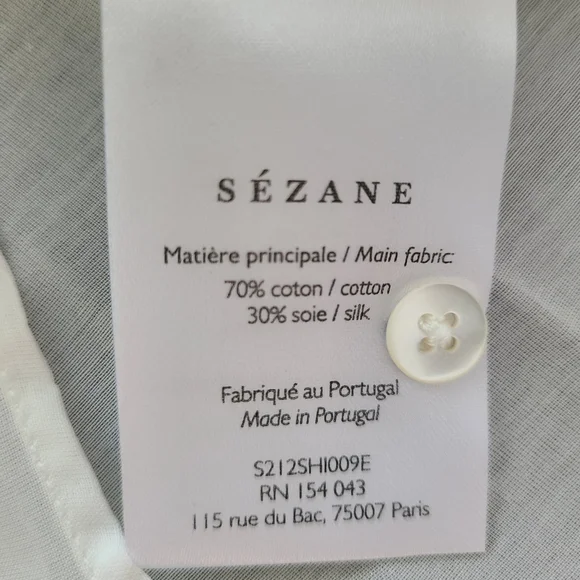 SÉZANE
Matière principale / Main fabric:
70% coton / cotton
30% soie / silk
Fabriqué au Portugal
Made in Portugal
S212SHI009E
RN 154 043
115 rue du Bac, 75007 Paris